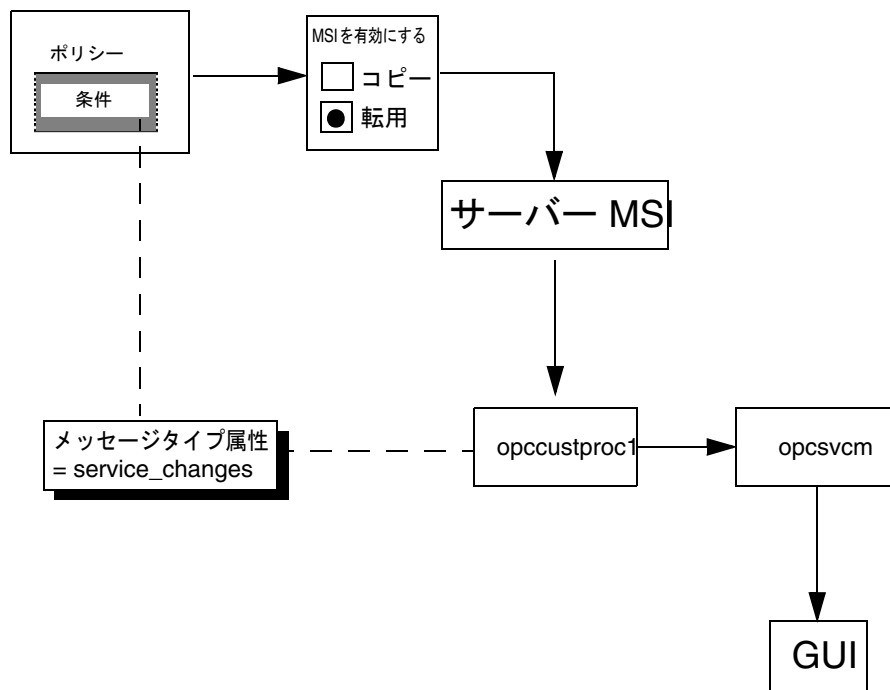 ポリシー
条件
MSIを有効にする
コピー
転用
サーバー MSI
メッセージタイプ属性
= service_changes
opccustproc1
opcsvcm
GUI